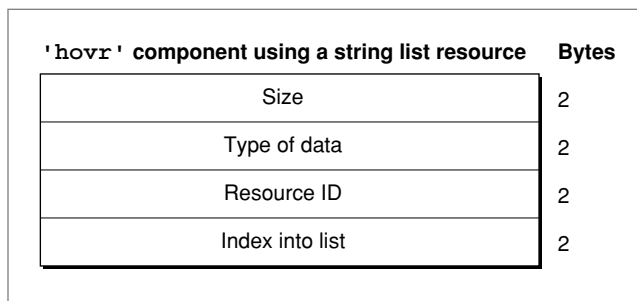 'hovr' component using a string list resource Bytes
Size 2
Type of data 2
Resource ID 2
Index into list 2